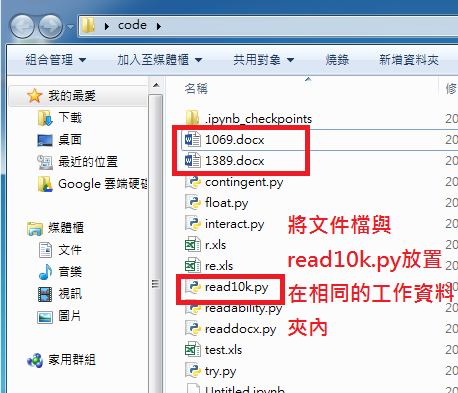 code
組合管理
加入至媒體櫃
共用對象
燒錄
新增資料夾
我的最愛
下載
桌面
最近的位置
Google 雲端硬碟
媒體櫃
文件
音樂
視訊
圖片
家用群組
名稱
修
.ipynb_checkpoints
20
1069.docx
20
1389.docx
20
contingent.py
20
float.py
20
interact.py
20
r.xls
20
re.xls
20
read10k.py
20
readability.py
20
readdocx.py
20
test.xls
20
try.py
20
Untitled.ipynb
20
將文件檔與
read10k.py放置
在相同的工作資料
夾內